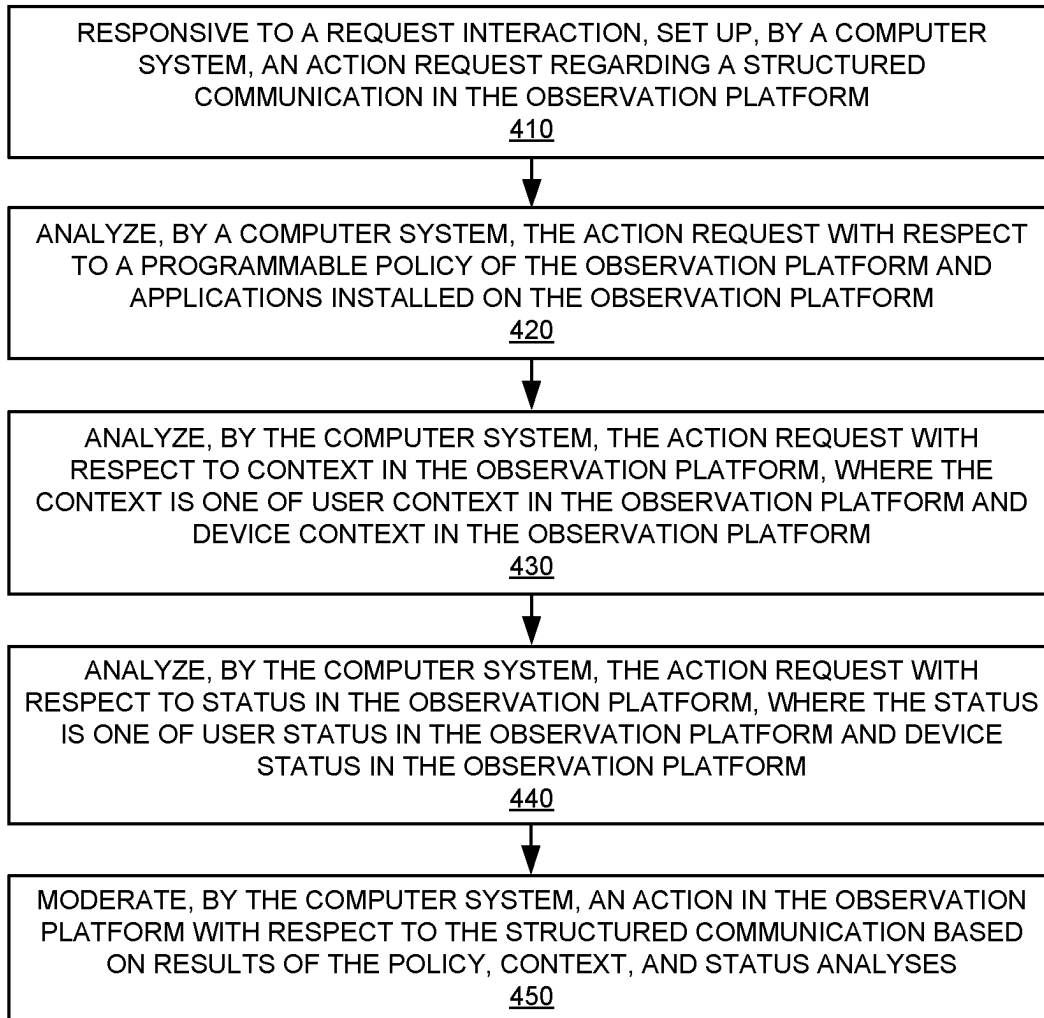 RESPONSIVE TO A REQUEST INTERACTION, SET UP, BY A COMPUTER
SYSTEM, AN ACTION REQUEST REGARDING A STRUCTURED
COMMUNICATION IN THE OBSERVATION PLATFORM
410
ANALYZE, BY A COMPUTER SYSTEM, THE ACTION REQUEST WITH RESPECT
TO A PROGRAMMABLE POLICY OF THE OBSERVATION PLATFORM AND
APPLICATIONS INSTALLED ON THE OBSERVATION PLATFORM
420
ANALYZE, BY THE COMPUTER SYSTEM, THE ACTION REQUEST WITH
RESPECT TO CONTEXT IN THE OBSERVATION PLATFORM, WHERE THE
CONTEXT IS ONE OF USER CONTEXT IN THE OBSERVATION PLATFORM AND
DEVICE CONTEXT IN THE OBSERVATION PLATFORM
430
ANALYZE, BY THE COMPUTER SYSTEM, THE ACTION REQUEST WITH
RESPECT TO STATUS IN THE OBSERVATION PLATFORM, WHERE THE STATUS
IS ONE OF USER STATUS IN THE OBSERVATION PLATFORM AND DEVICE
STATUS IN THE OBSERVATION PLATFORM
440
MODERATE, BY THE COMPUTER SYSTEM, AN ACTION IN THE OBSERVATION
PLATFORM WITH RESPECT TO THE STRUCTURED COMMUNICATION BASED
ON RESULTS OF THE POLICY, CONTEXT, AND STATUS ANALYSES
450